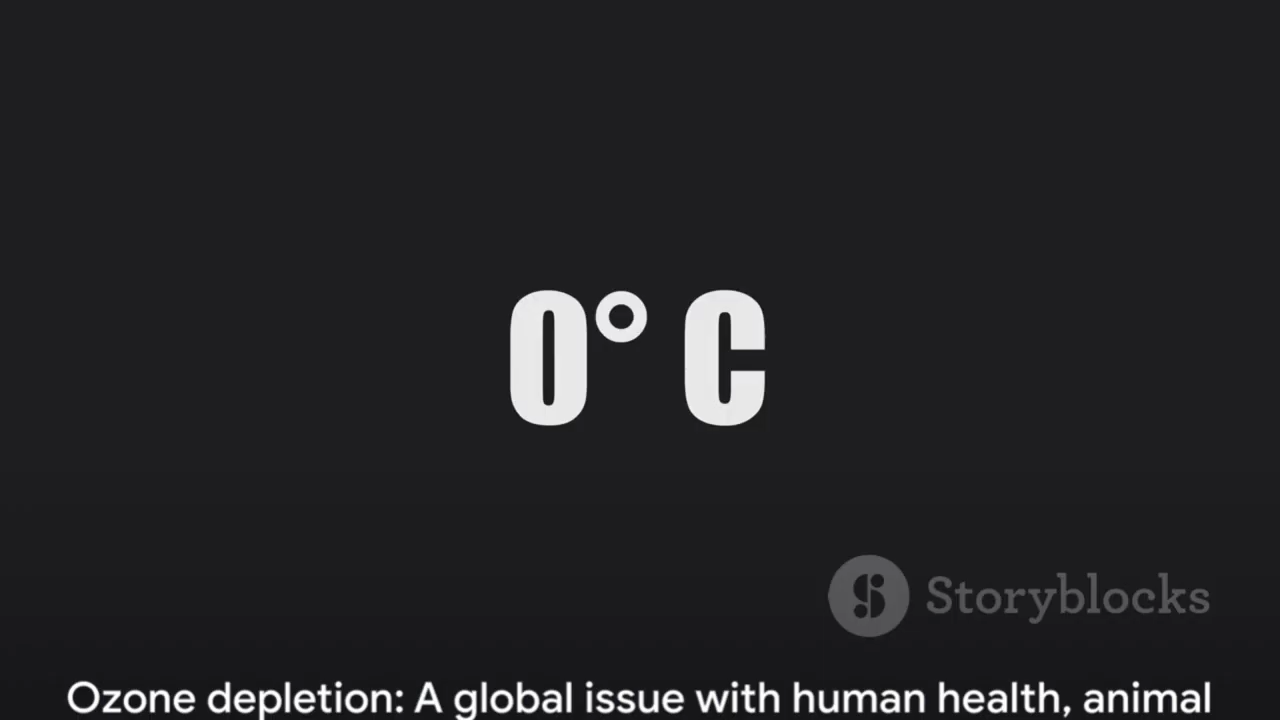 0° C
Storyblocks
Ozone depletion: A global issue with human health, animal